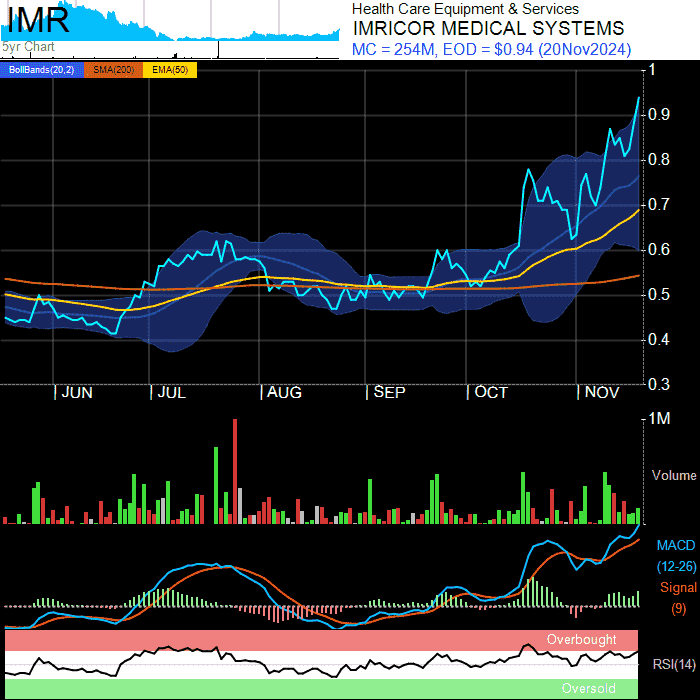 IMR
5yr Chart
Health Care Equipment & Services
IMRICOR MEDICAL SYSTEMS
MC = 254M, EOD = $0.94 (20Nov2024)
BollBands(20,2) SMA(200) EMA(50)
1
0.9
0.8
0.7
0.6
0.5
0.4
0.3
JUN JUL AUG SEP OCT NOV
1M
Volume
MACD
(12-26)
Signal
(9)
Overbought
RSI(14)
Oversold